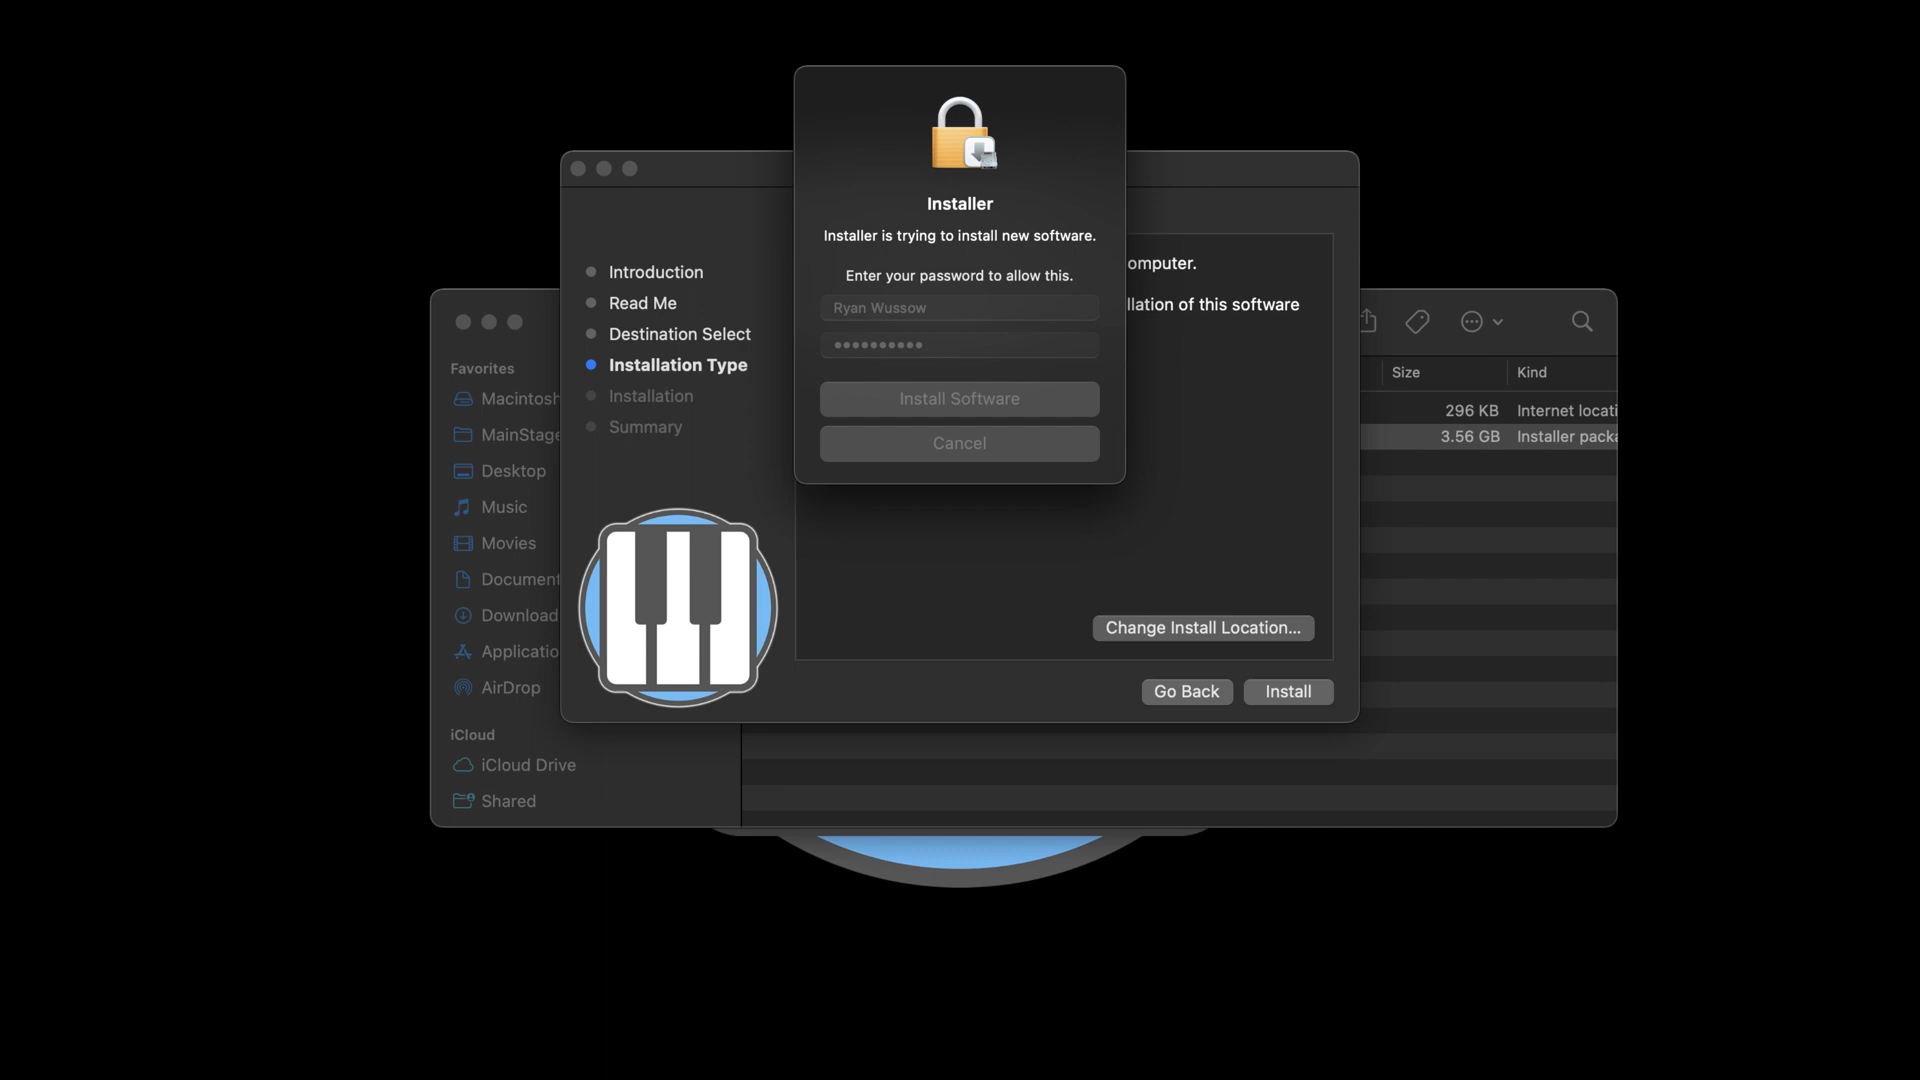 Installer
Installer is trying to install new software.
Enter your password to allow this.
Ryan Wussow
••••••••••
Install Software
Cancel
Introduction
Read Me
Destination Select
Installation Type
Installation
Summary
omputer.
llation of this software
Change Install Location...
Go Back
Install
Favorites
Macintosh
MainStage
Desktop
Music
Movies
Document
Download
Applicatio
AirDrop
iCloud
iCloud Drive
Shared
Size Kind
296 KB Internet locati
3.56 GB Installer packa